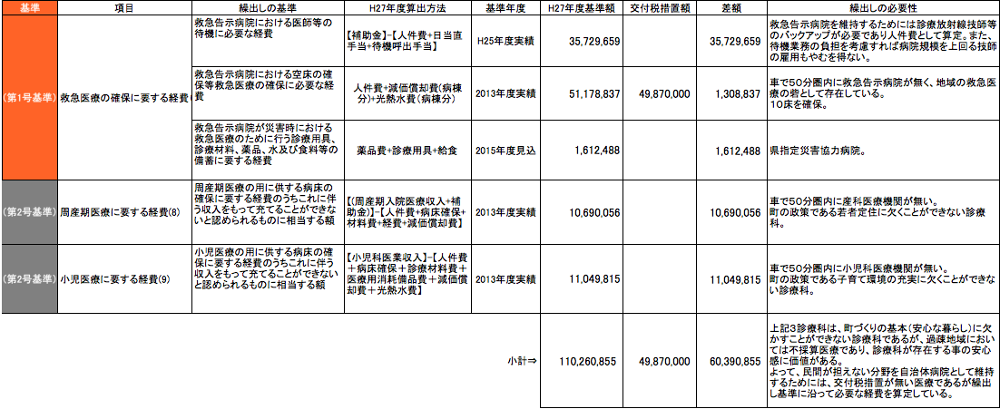 基準 項目 繰出しの基準 H27年度算出方法 基準年度 H27年度基準額 交付税措置額 差額 繰出しの必要性
(第1号基準)
救急医療の確保に要する経費(
救急告示病院における医師等の
待機に必要な経費
【補助金】-【人件費+日当直
手当+待機呼出手当】
H25年度実績
35,729,659
35,729,659
救急告示病院を維持するためには診療放射線技師等
のバックアップが必要であり人件費として算定。また、
待機業務の負担を考慮すれば病院規模を上回る技師
の雇用もやむを得ない。
救急告示病院における空床の確
保等救急医療の確保に必要な経
費
人件費+減価償却費(病棟
分)+光熱水費(病棟分)
2013年度実績
51,178,837
49,870,000
1,308,837
車で50分圏内に救急告示病院が無く、地域の救急医
療の砦として存在している。
10床を確保。
救急告示病院が災害時における
救急医療のために行う診療用具、
診療材料、薬品、水及び食料等の
備蓄に要する経費
薬品費+診療用具+給食
2015年度見込
1,612,488
1,612,488
県指定災害協力病院。
(第2号基準)
周産期医療に要する経費(8)
周産期医療の用に供する病床の
確保に要する経費のうちこれに伴
う収入をもって充てることができな
いと認められるものに相当する額
【(周産期入院医療収入+補
助金)】-【人件費+病床確保+
材料費+経費+減価償却費】
2013年度実績
10,690,056
10,690,056
車で50分圏内に産科医療機関が無い。
町の政策である若者定住に欠くことができない診療
科。
(第2号基準)
小児医療に要する経費(9)
小児医療の用に供する病床の確
保に要する経費のうちこれに伴う
収入をもって充てることができない
と認められるものに相当する額
【小児科医業収入】-【人件費
+病床確保+診療材料費+
医療用消耗備品費+減価償
却費+光熱水費】
2013年度実績
11,049,815
11,049,815
車で50分圏内に小児科医療機関が無い。
町の政策である子育て環境の充実に欠くことができな
い診療科。
小計⇒
110,260,855
49,870,000
60,390,855
上記3診療科は、町づくりの基本(安心な暮らし)に欠
かすことができない診療科であるが、過疎地域におい
ては不採算医療であり、診療科が存在する事の安心
感に価値がある。
よって、民間が担えない分野を自治体病院として維持
するためには、交付税措置が無い医療であるが繰出
し基準に沿って必要な経費を算定している。